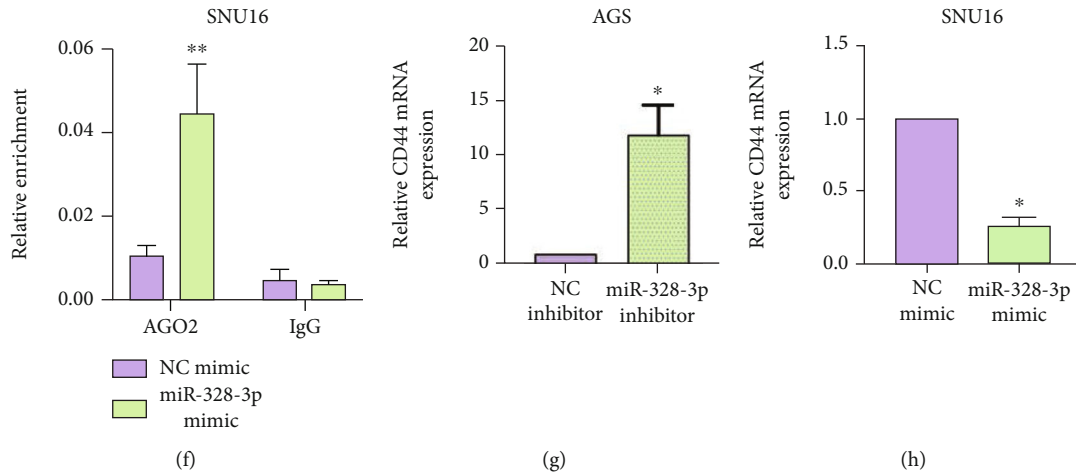 SNU16
Relative enrichment
0.06
0.04
0.02
0.00
**
AGO2
IgG
NC mimic
miR-328-3p
mimic
(f)
AGS
Relative CD44 mRNA
expression
20
15
10
5
0
*
NC
inhibitor
miR-328-3p
inhibitor
(g)
SNU16
Relative CD44 mRNA
expression
1.5
1.0
0.5
0.0
*
NC
mimic
miR-328-3p
mimic
(h)